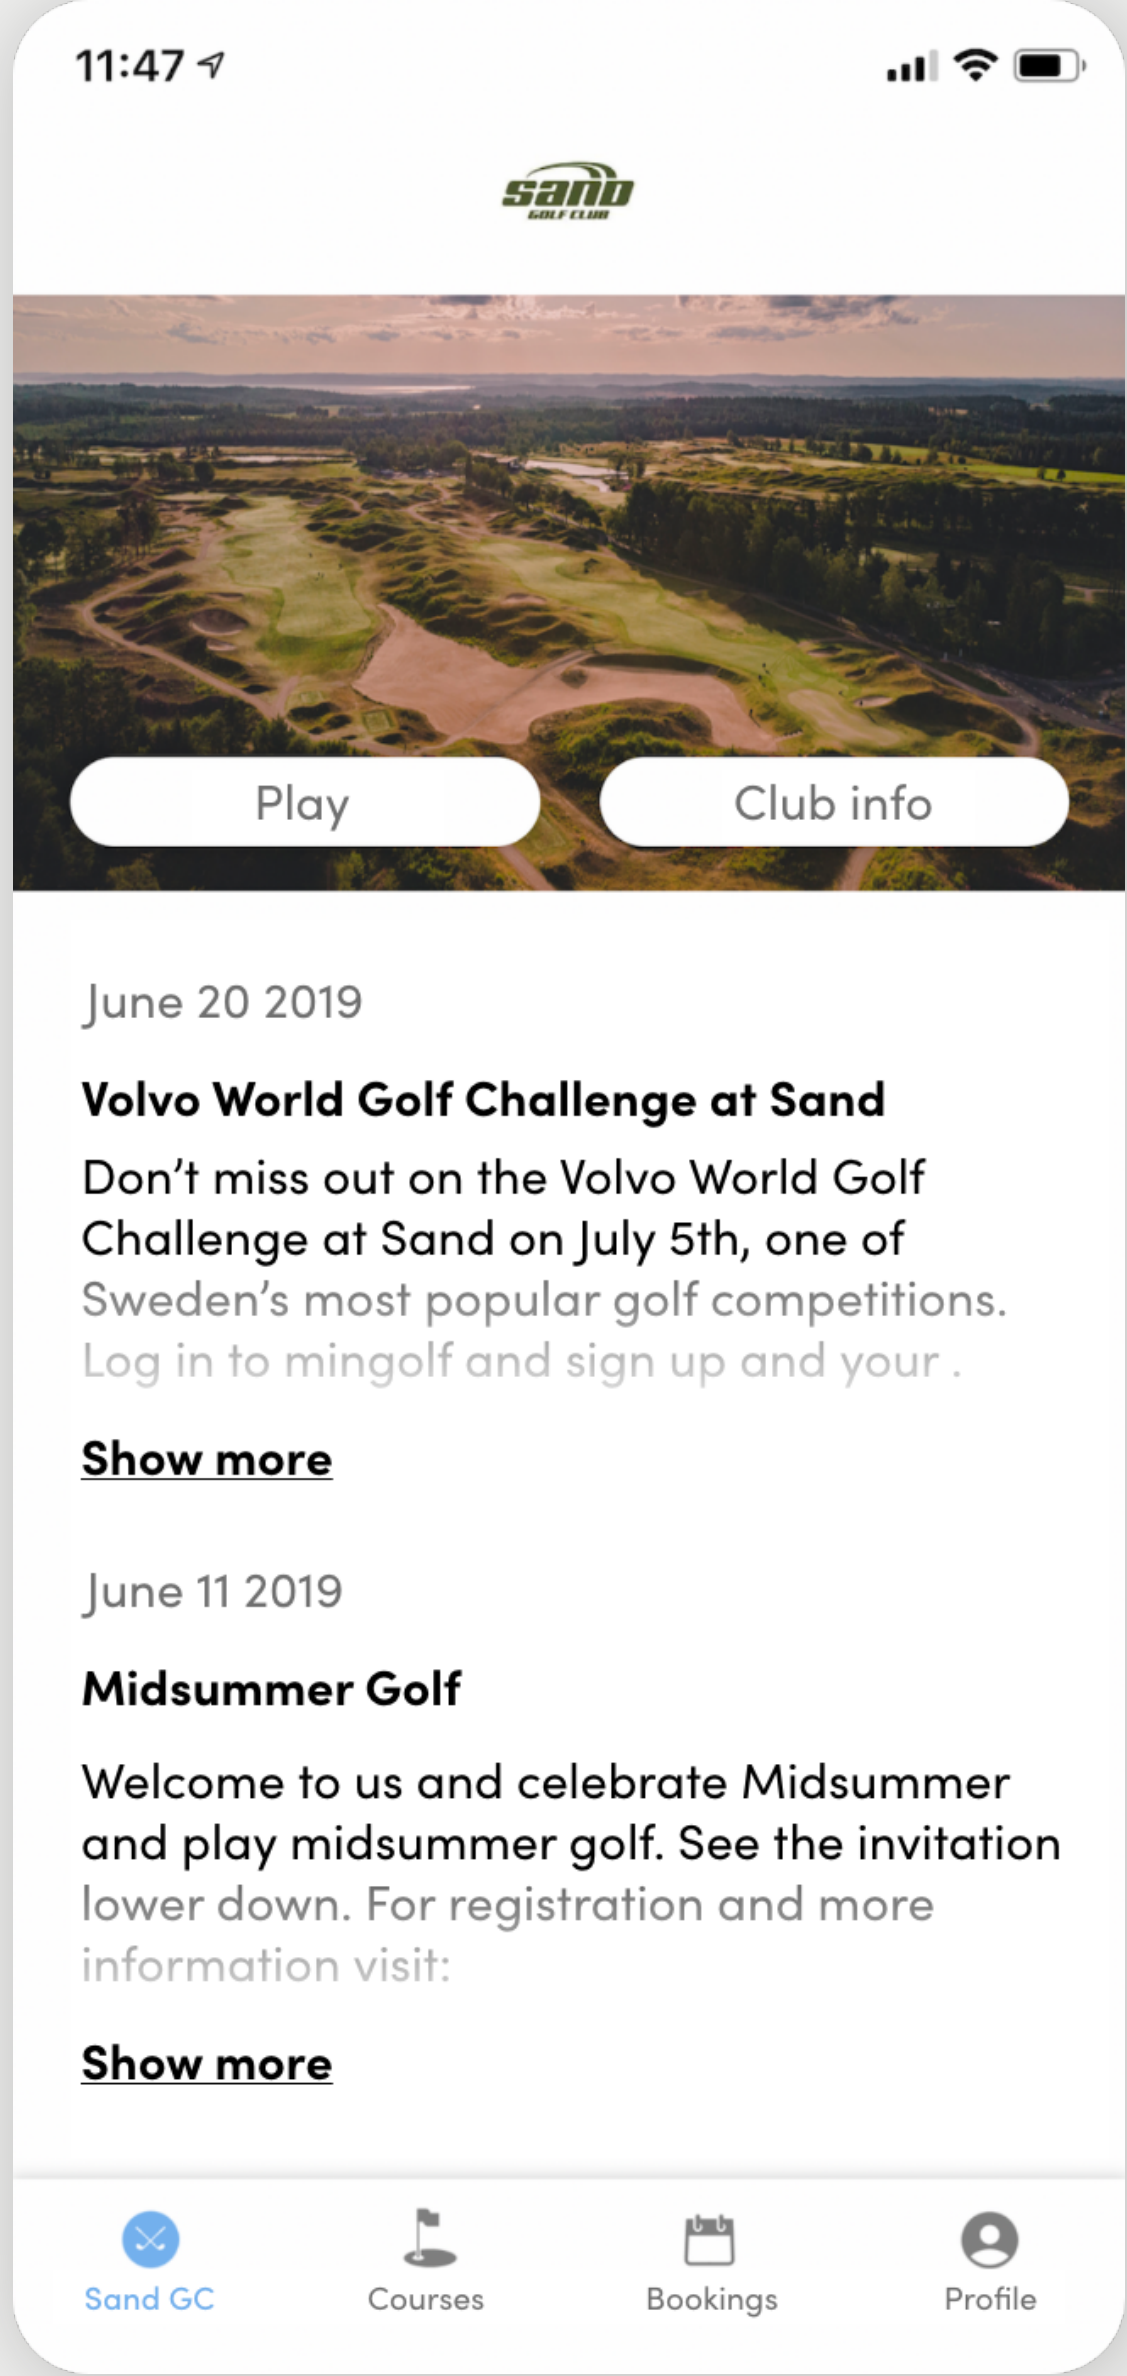 11:47
sand
GOLF CLUB
Play
Club info
June 20 2019
Volvo World Golf Challenge at Sand
Don’t miss out on the Volvo World Golf
Challenge at Sand on July 5th, one of
Sweden’s most popular golf competitions.
Log in to mingolf and sign up and your .
Show more
June 11 2019
Midsummer Golf
Welcome to us and celebrate Midsummer
and play midsummer golf. See the invitation
lower down. For registration and more
information visit:
Show more
Sand GC
Courses
Bookings
Profile